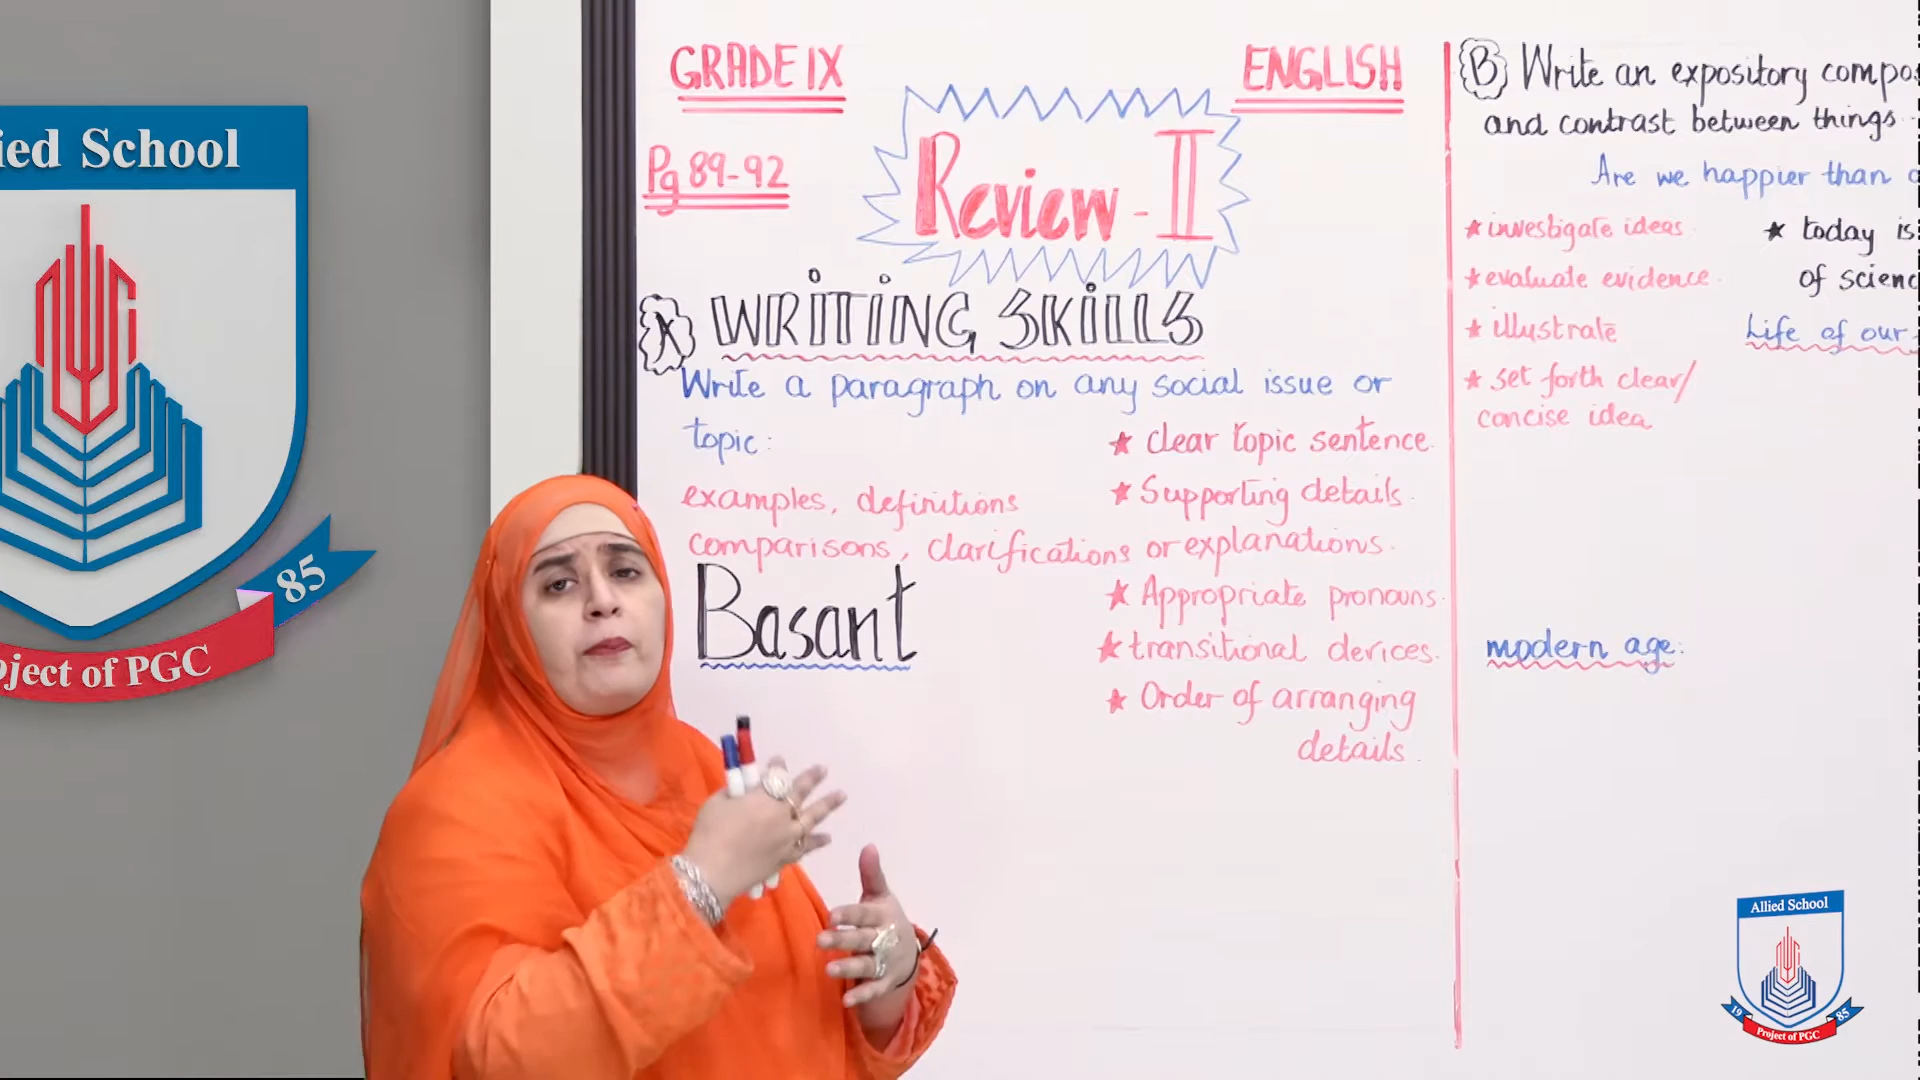 ied School
85
oject of PGC
GRADE IX
ENGLISH
Pg 89-92
Review - II
A WRITING SKILLS
Write a paragraph on any social issue or
topic:
★ clear topic sentence.
examples, definitions
★ Supporting details.
comparisons, clarifications or explanations.
Basant
★ Appropriate pronouns.
★ transitional devices.
★ Order of arranging
details.
B Write an expository compo
and contrast between things
Are we happier than
★ investigate ideas.
★ evaluate evidence.
★ illustrate
★ set forth clear/
concise idea
★ today is
of scienc
Life of our
modern age:
Allied School
19 85
Project of PGC